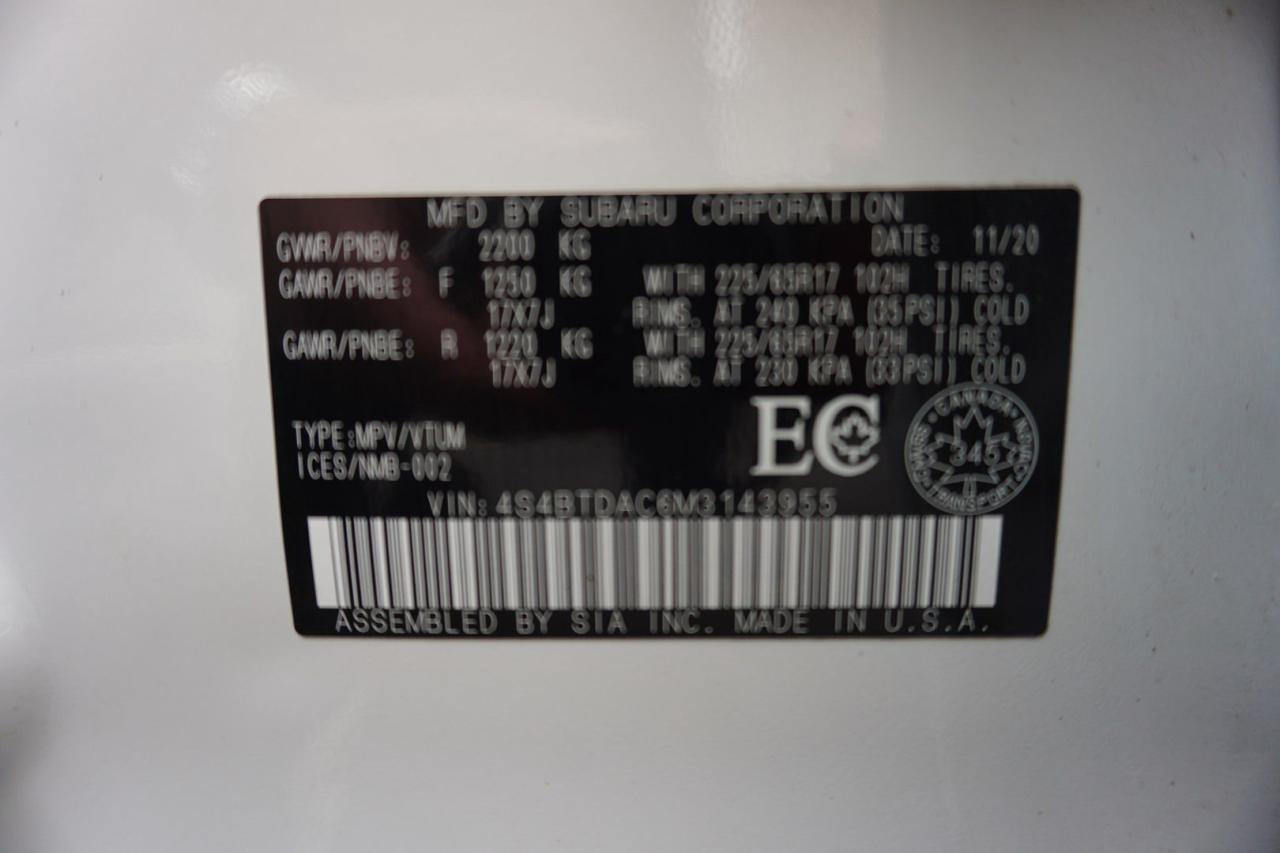 MFD BY SUBARU CORPORATION
GVWR/PNBV: 2200 KG DATE: 11/20
GAWR/PNBE: F 1250 KG WITH 225/65R17 102H TIRES.
17X7J RIMS. AT 240 KPA (35PSI) COLD
GAWR/PNBE: R 1220 KG WITH 225/65R17 102H TIRES.
17X7J RIMS. AT 230 KPA (33PSI) COLD
TYPE:MPV/VTUM
ICES/NMB-002
EC
CANADA
345
TRANSPORT
VIN: 4S4BTDAC6M3143955
ASSEMBLED BY SIA INC. MADE IN U.S.A.